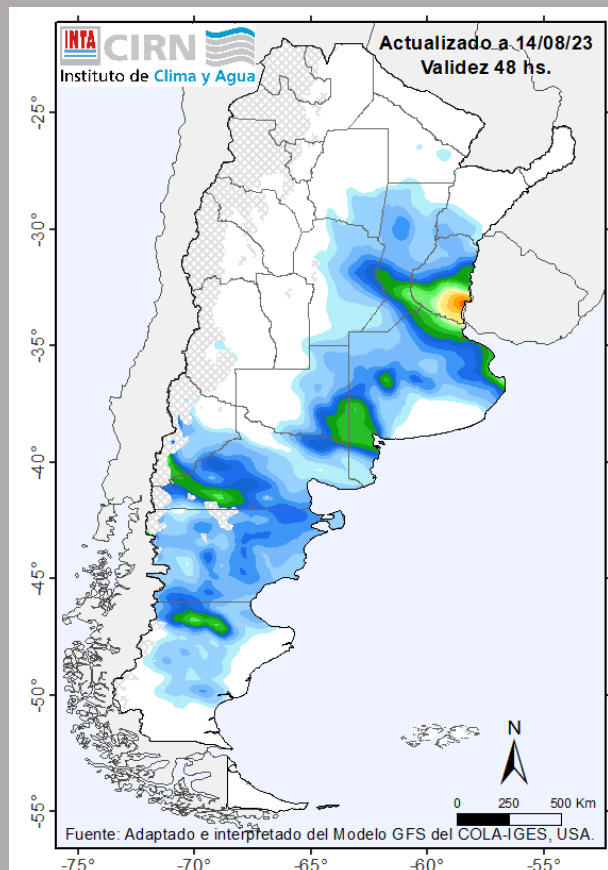 INTA CIRN
Instituto de Clima y Agua
Actualizado a 14/08/23
Validez 48 hs.
-25°
-30°
-35°
-40°
-45°
-50°
-55°
N
0 250 500 Km
Fuente: Adaptado e interpretado del Modelo GFS del COLA-IGES, USA.
-75° -70° -65° -60° -55°